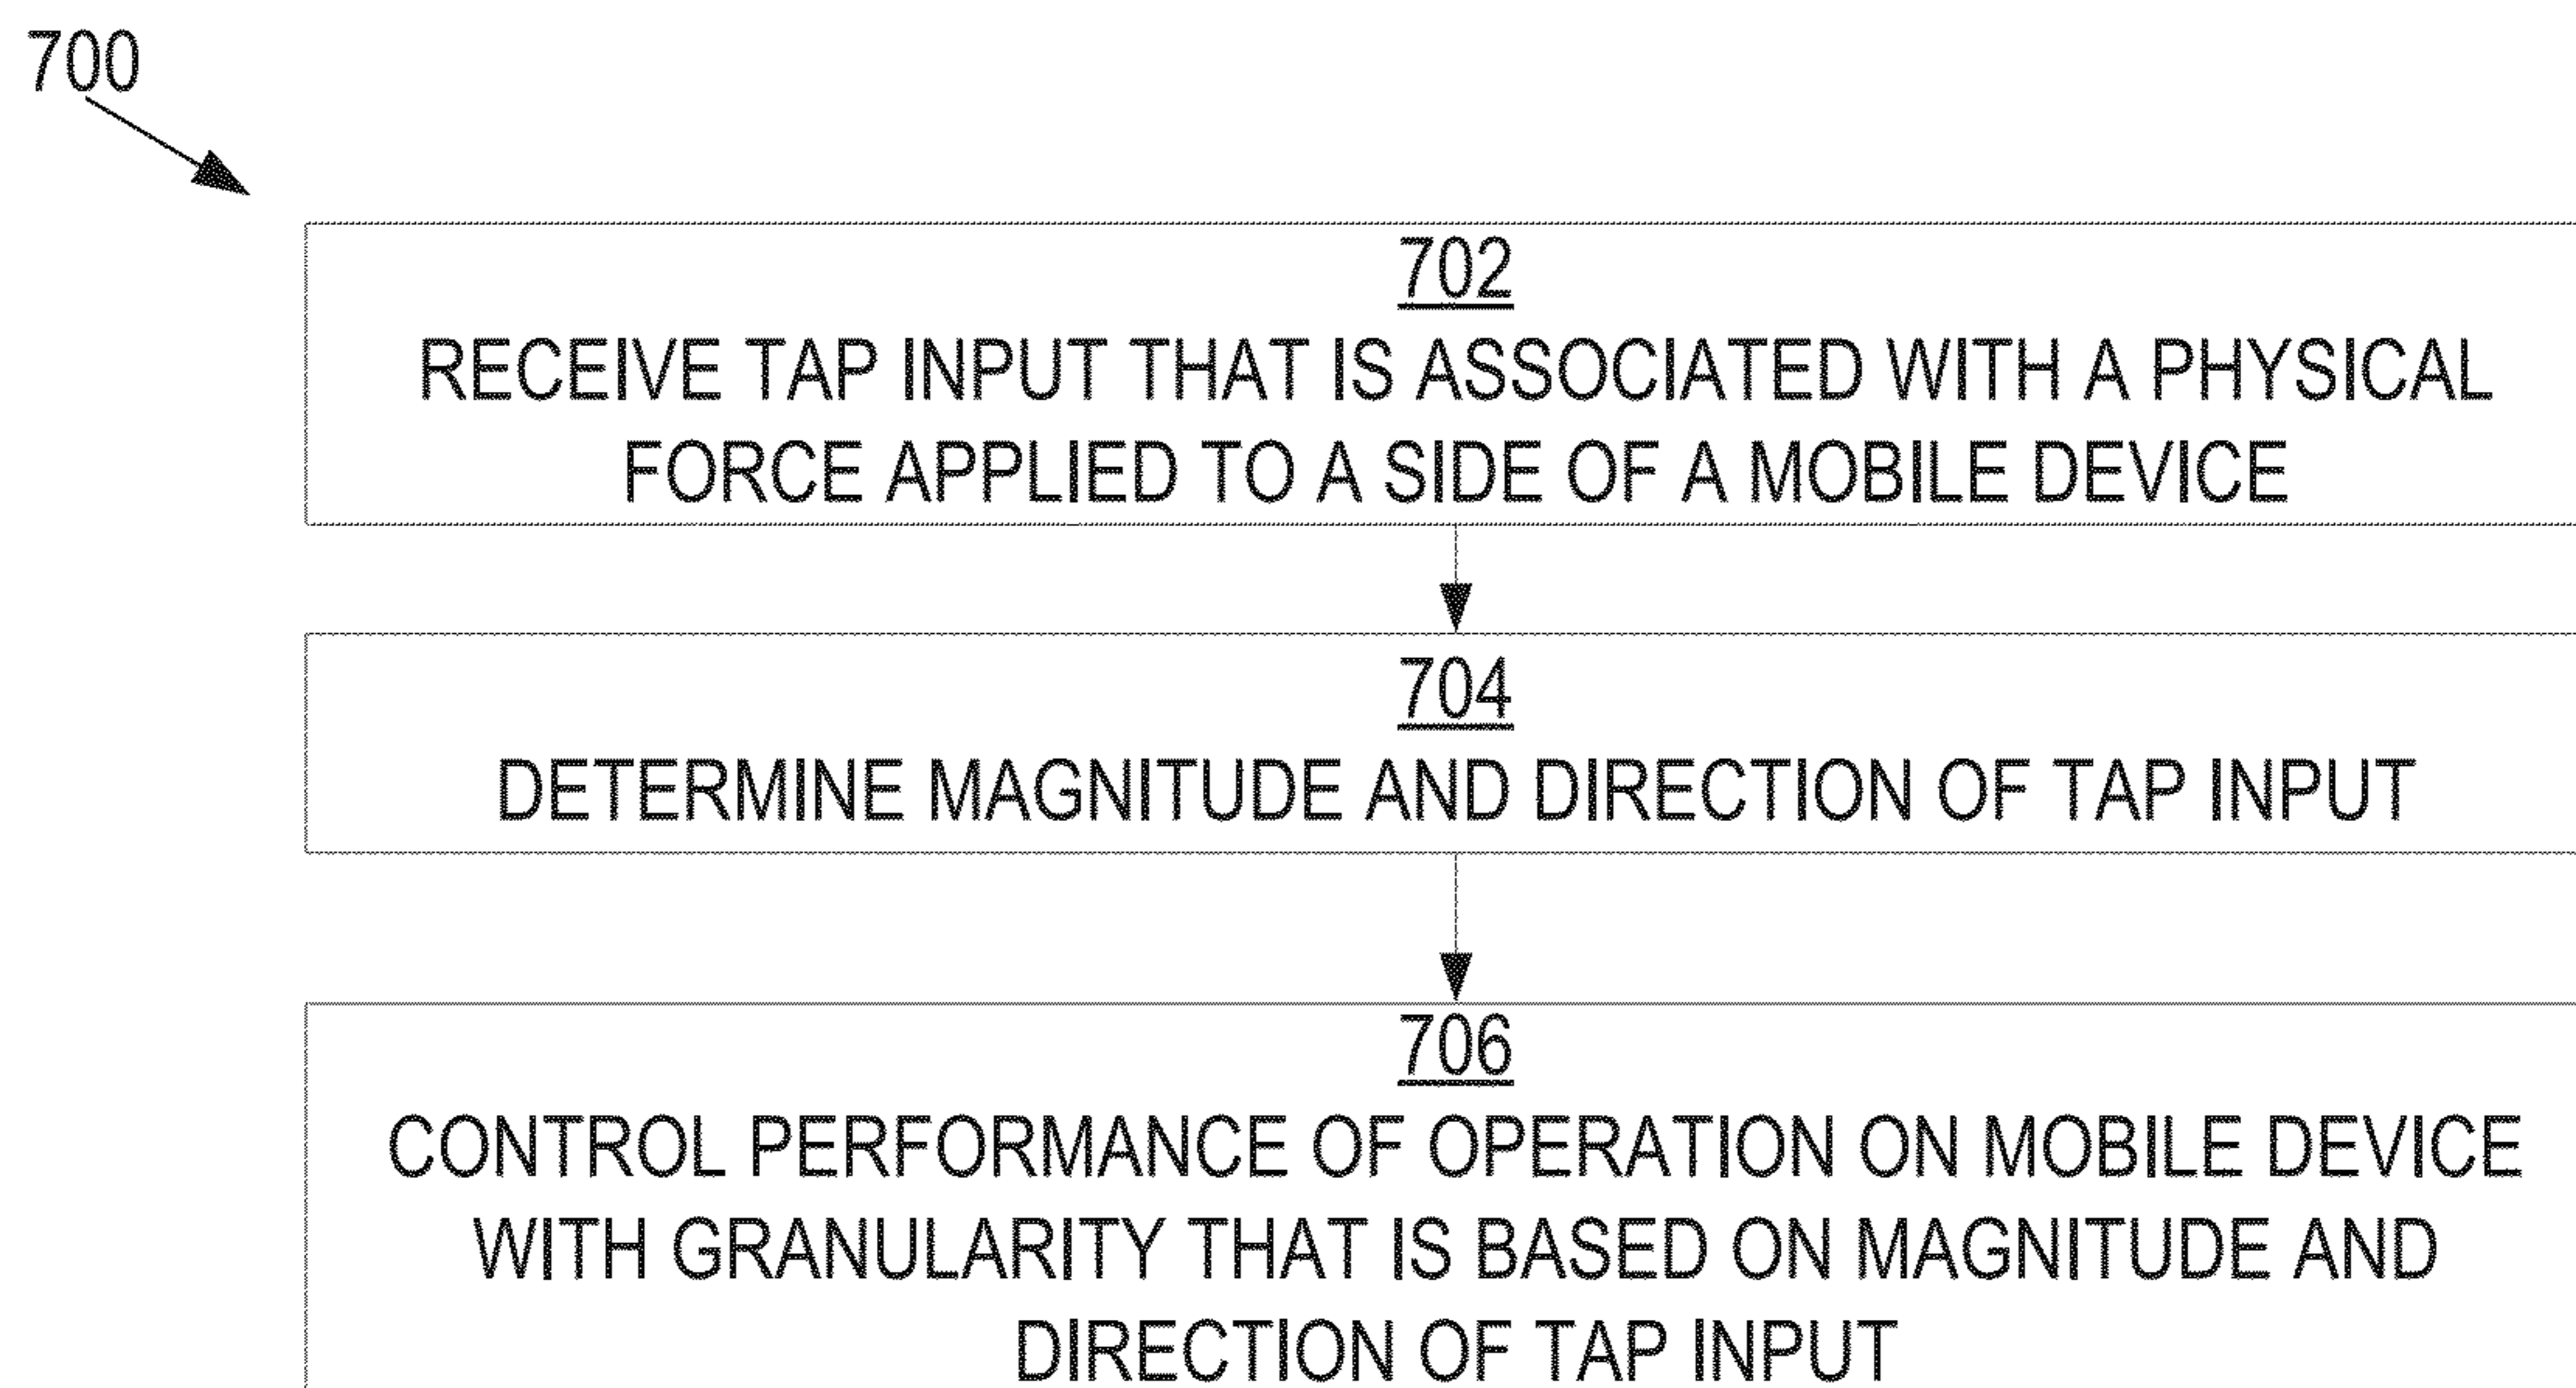 700
702
RECEIVE TAP INPUT THAT IS ASSOCIATED WITH A PHYSICAL
FORCE APPLIED TO A SIDE OF A MOBILE DEVICE
704
DETERMINE MAGNITUDE AND DIRECTION OF TAP INPUT
706
CONTROL PERFORMANCE OF OPERATION ON MOBILE DEVICE
WITH GRANULARITY THAT IS BASED ON MAGNITUDE AND
DIRECTION OF TAP INPUT